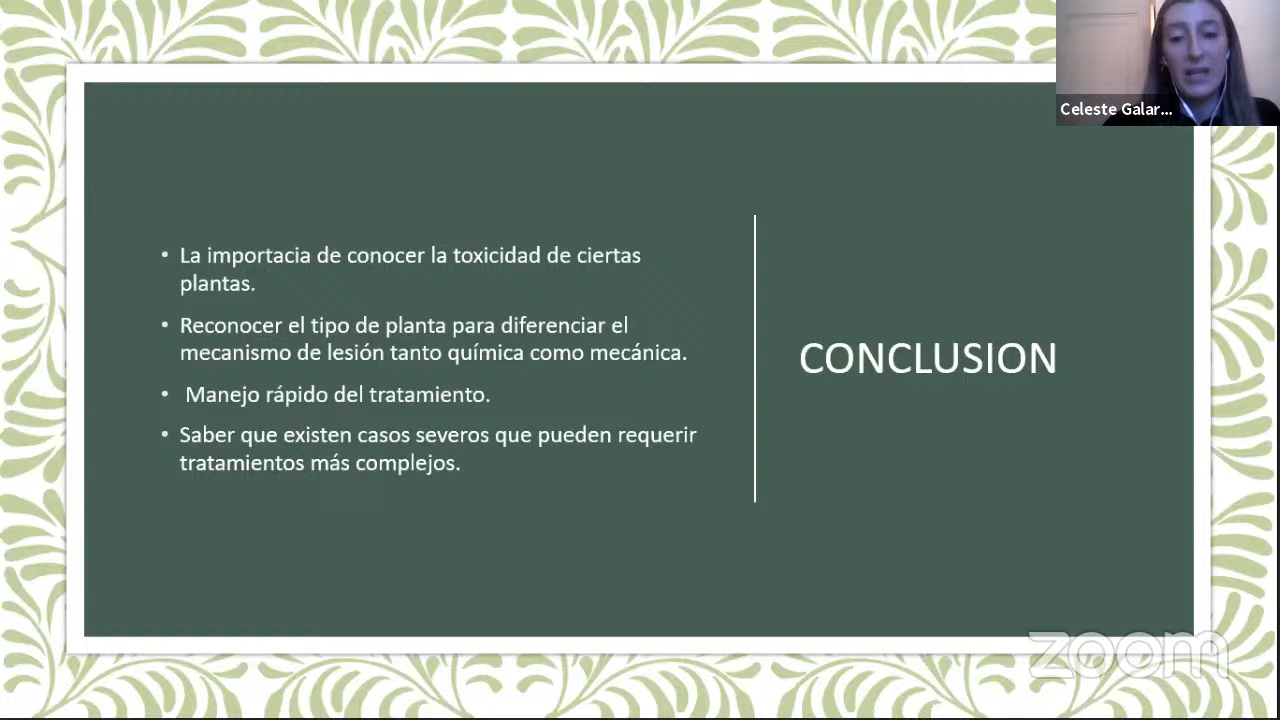 Celeste Galar...
• La importacia de conocer la toxicidad de ciertas
plantas.
• Reconocer el tipo de planta para diferenciar el
mecanismo de lesión tanto química como mecánica.
• Manejo rápido del tratamiento.
• Saber que existen casos severos que pueden requerir
tratamientos más complejos.
CONCLUSION
zoom